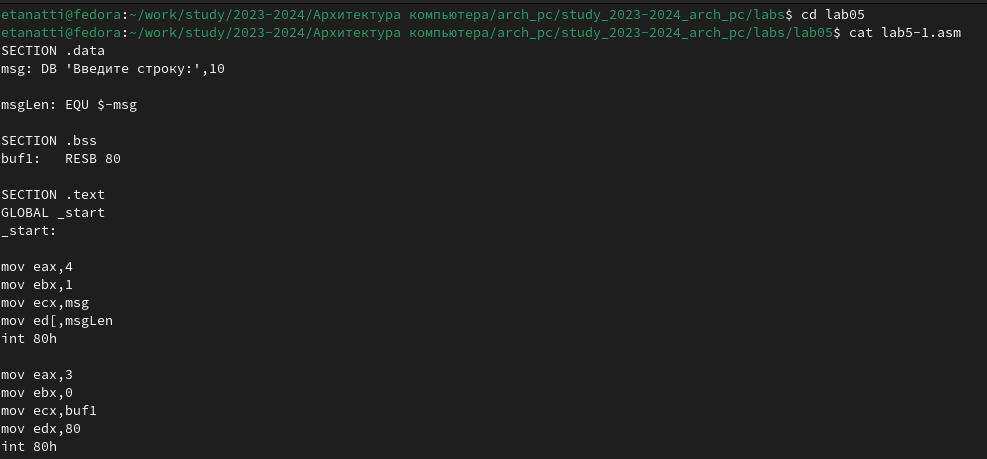 etanatti@fedora:~/work/study/2023-2024/Архитектура компьютера/arch_pc/study_2023-2024_arch_pc/labs$ cd lab05
etanatti@fedora:~/work/study/2023-2024/Архитектура компьютера/arch_pc/study_2023-2024_arch_pc/labs/lab05$ cat lab5-1.asm
SECTION .data
msg: DB 'Введите строку:',10
msgLen: EQU $-msg
SECTION .bss
buf1:   RESB 80
SECTION .text
GLOBAL _start
_start:
mov eax,4
mov ebx,1
mov ecx,msg
mov ed[,msgLen
int 80h
mov eax,3
mov ebx,0
mov ecx,buf1
mov edx,80
int 80h